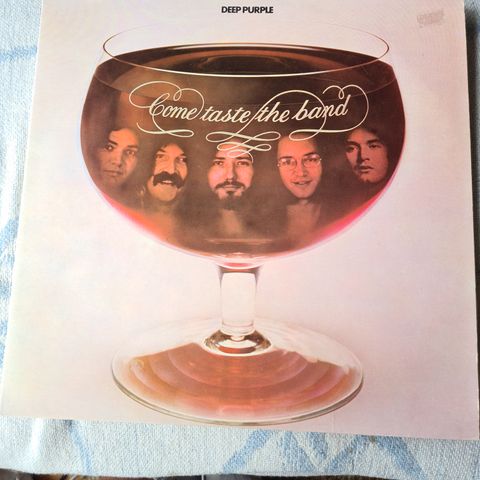 DEEP PURPLE
Come taste the band